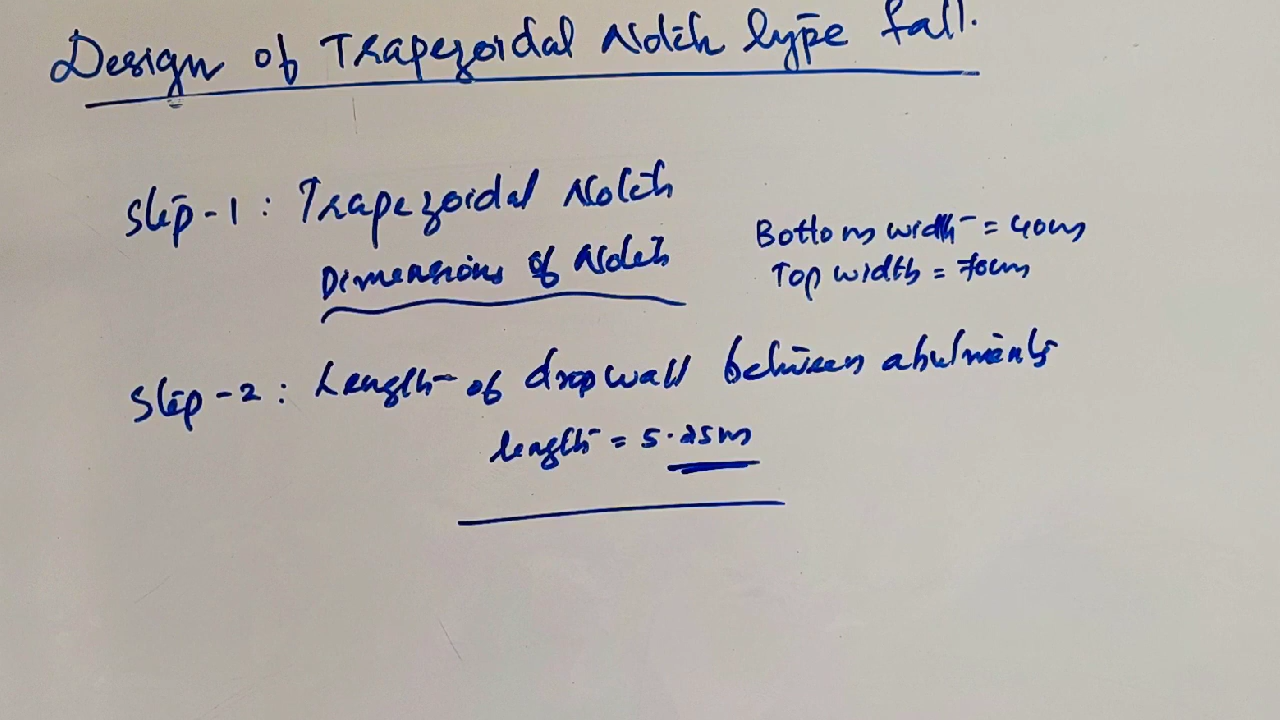 Design of Trapezoidal Notch type fall.
Step-1: Trapezoidal Notch
Dimensions of Notch
Bottom width = 40cm
Top width = 70cm
Step-2: Length of drop wall between abutments
length = 5.25m